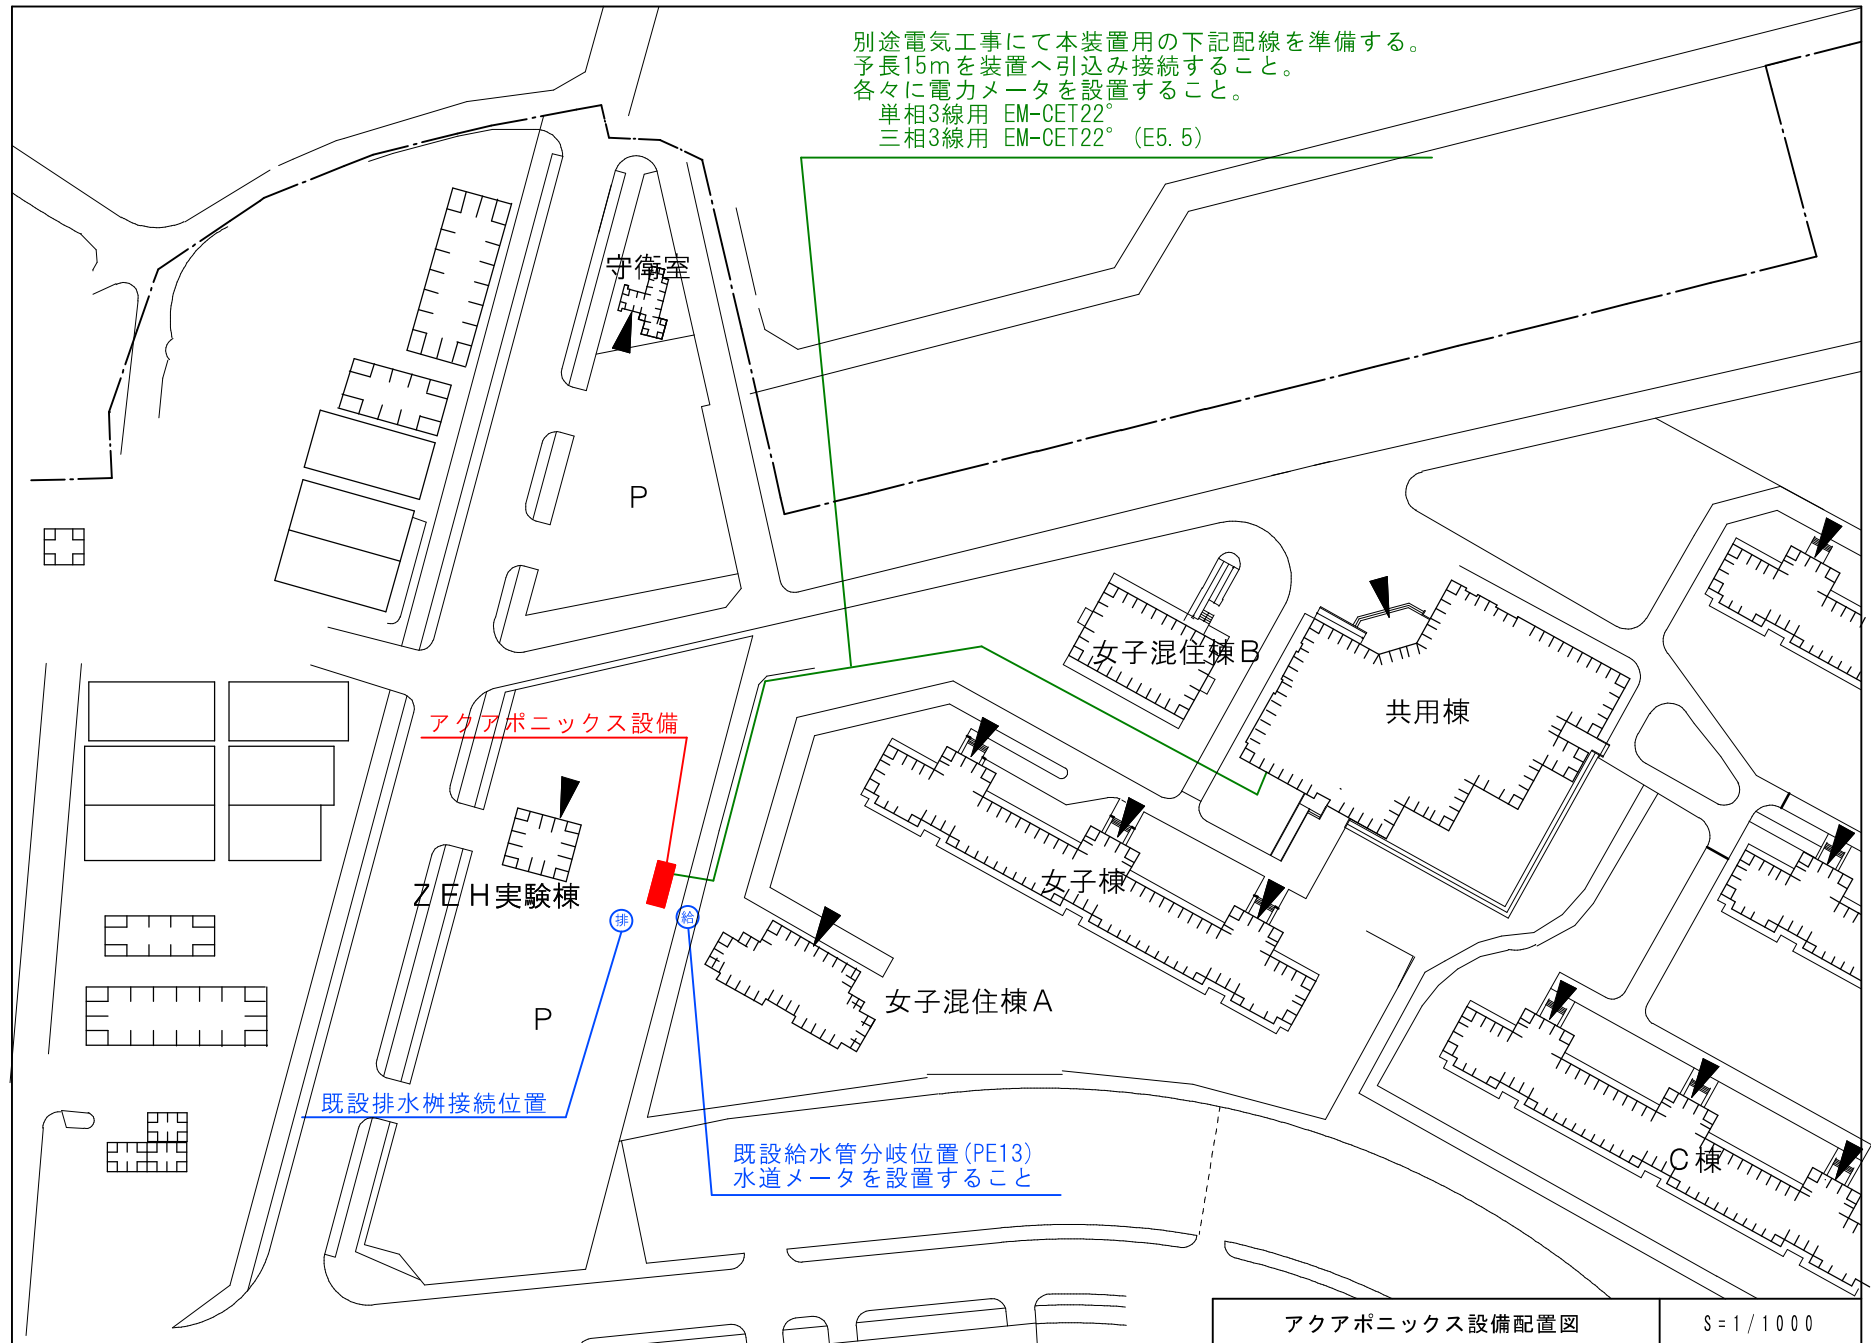 別途電気工事にて本装置用の下記配線を準備する。
予長15mを装置へ引込み接続すること。
各々に電力メータを設置すること。
単相3線用 EM-CET22°
三相3線用 EM-CET22° (E5.5)
守衛室
P
女子混住棟B
共用棟
アクアポニックス設備
ZEH実験棟
女子棟
排
給
女子混住棟A
P
既設排水桝接続位置
既設給水管分岐位置(PE13)
水道メータを設置すること
C棟
アクアポニックス設備配置図
S=1/1000